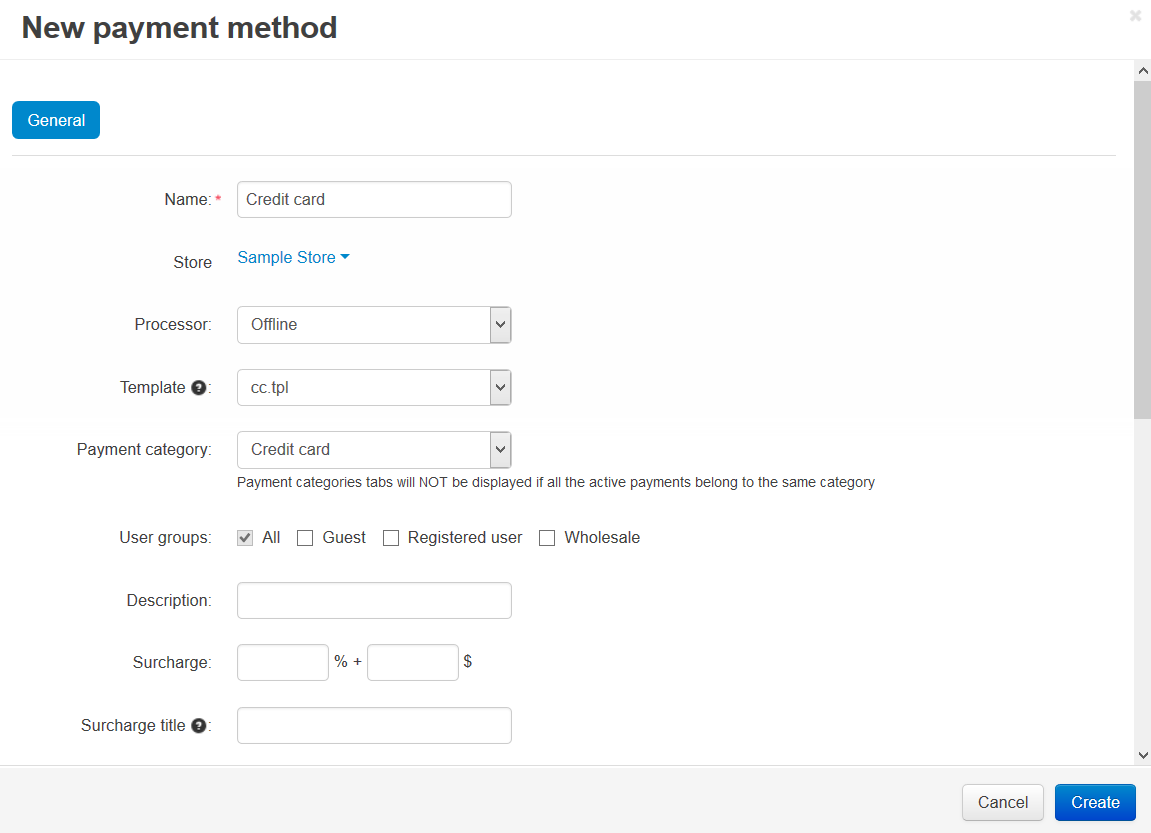 New payment method
×
General
Name: * Credit card
Store Sample Store
Processor: Offline
Template ?: cc.tpl
Payment category: Credit card
Payment categories tabs will NOT be displayed if all the active payments belong to the same category
User groups: All Guest Registered user Wholesale
Description:
Surcharge: % + $
Surcharge title ?:
Cancel Create